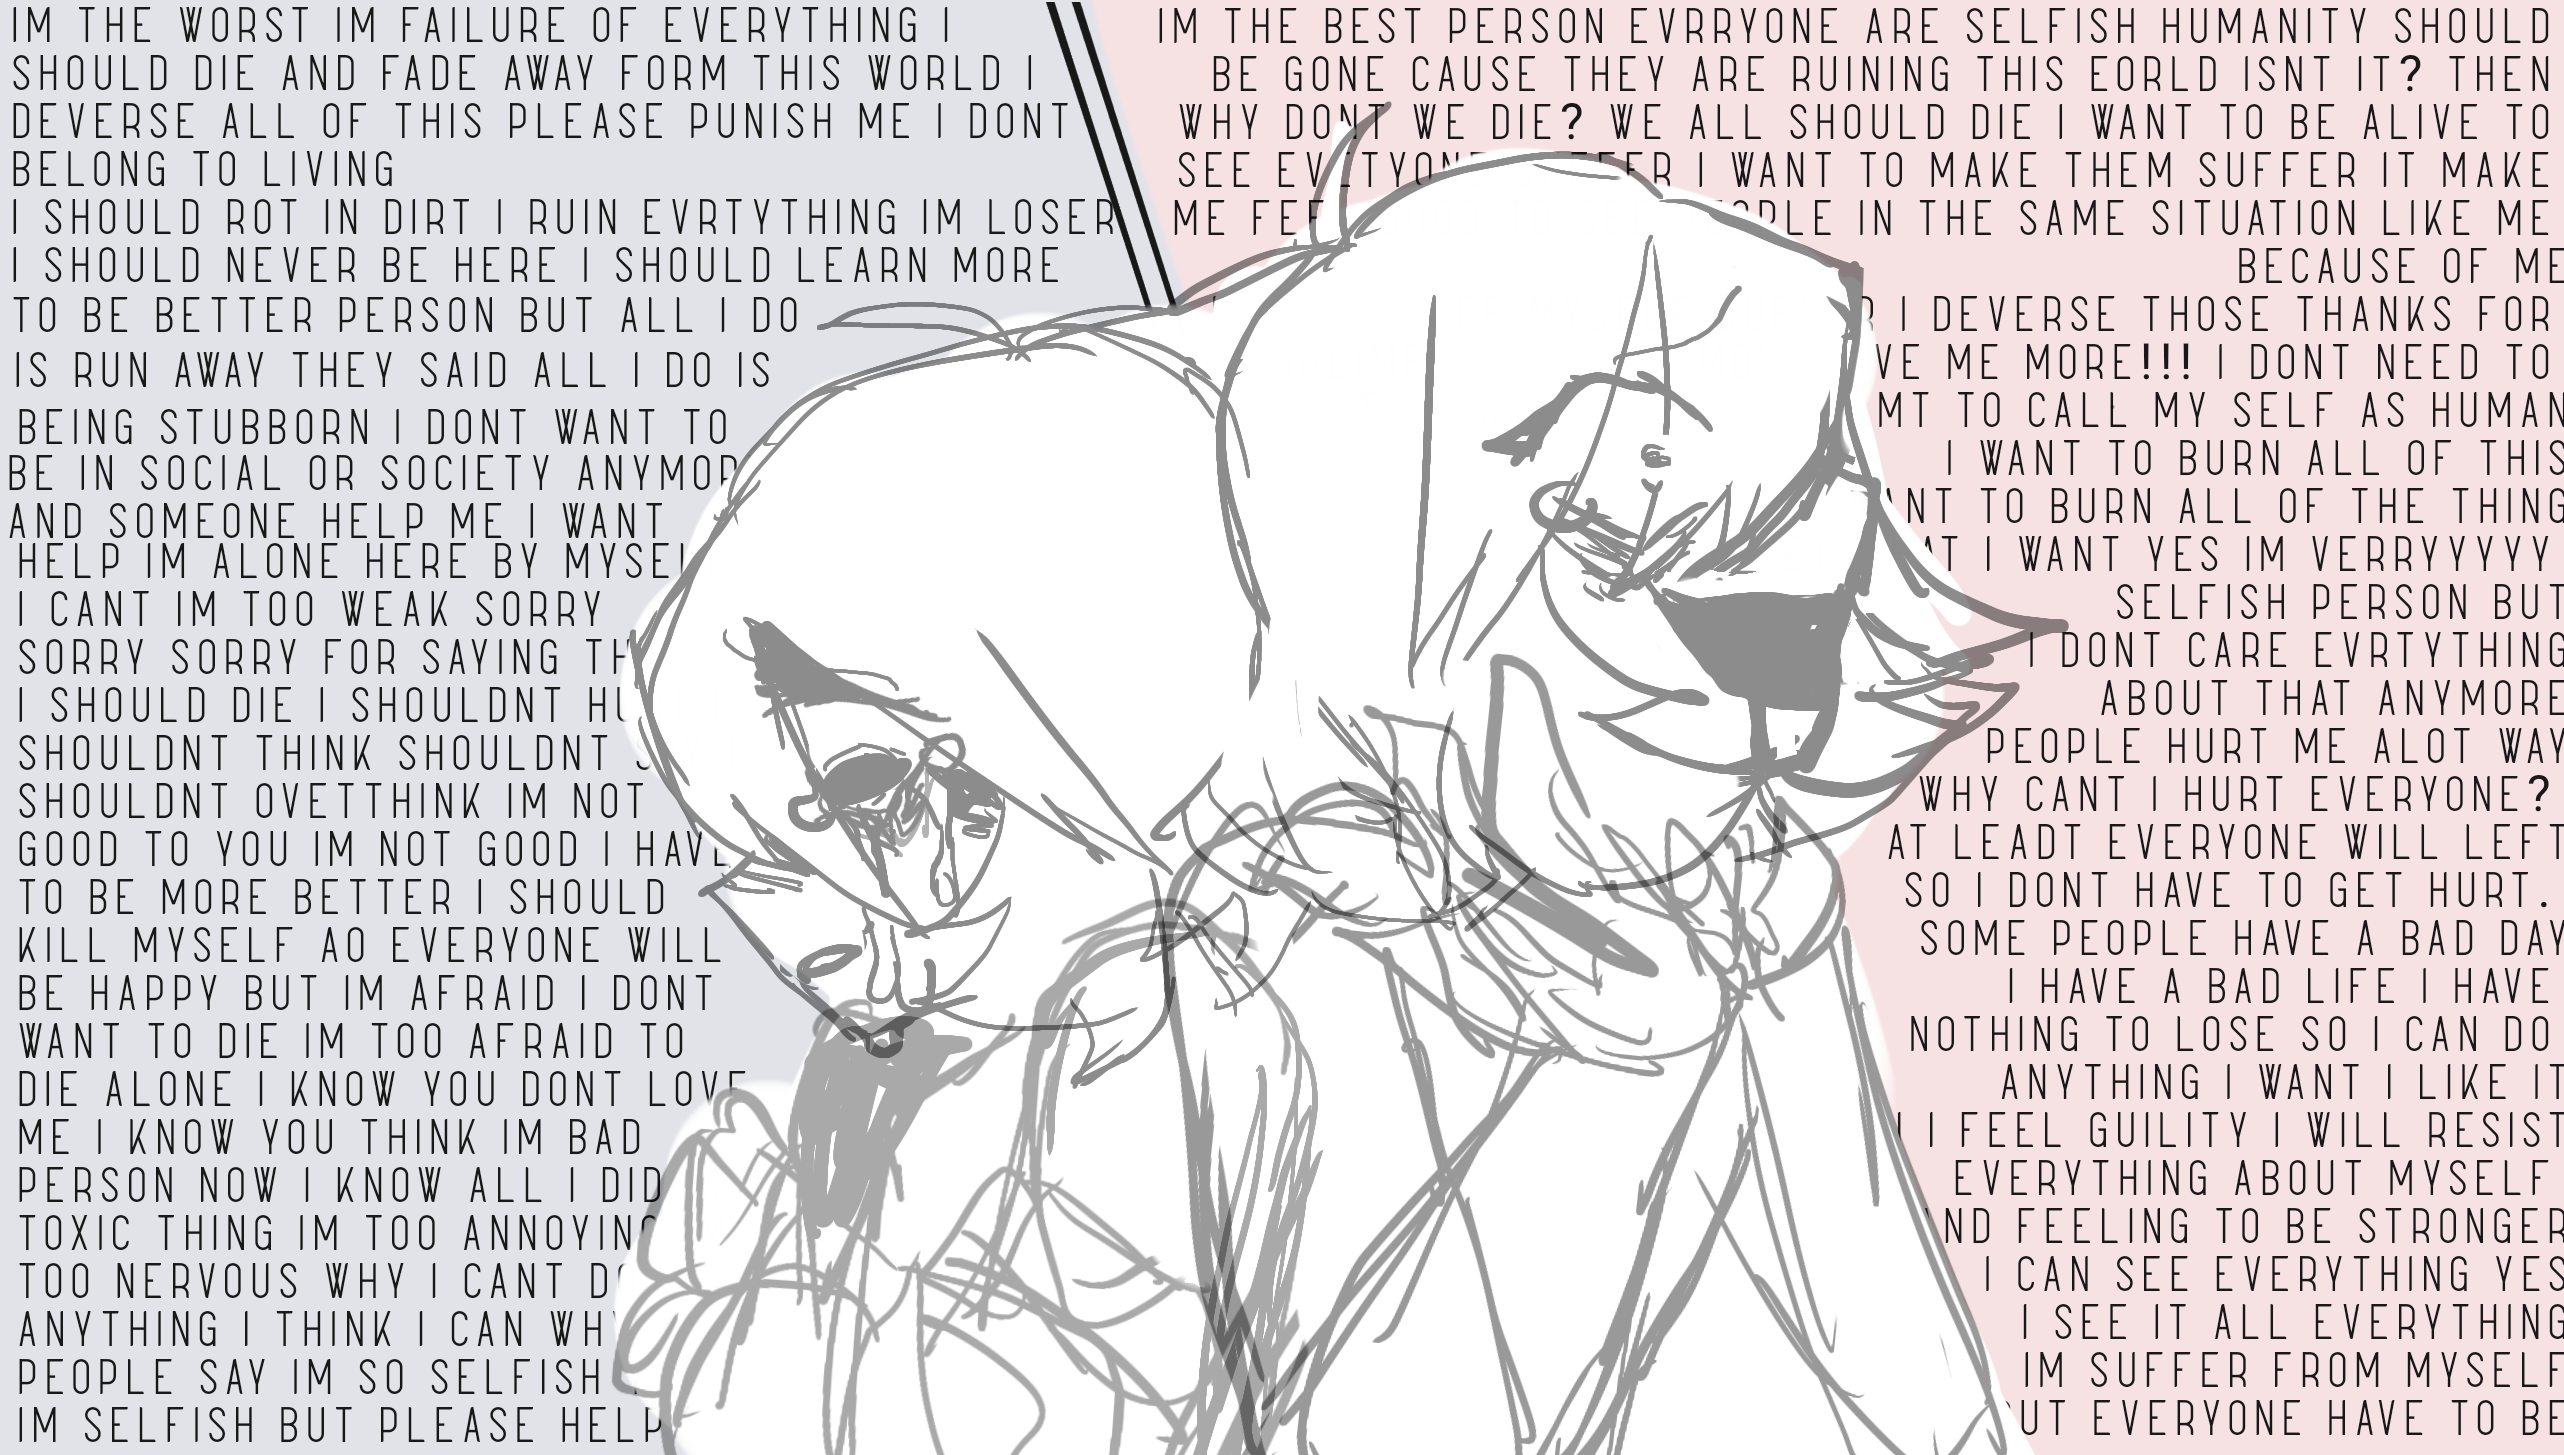 IM THE WORST IM FAILURE OF EVERYTHING I
SHOULD DIE AND FADE AWAY FORM THIS WORLD I
DEVERSE ALL OF THIS PLEASE PUNISH ME I DONT
BELONG TO LIVING
I SHOULD ROT IN DIRT I RUIN EVRTYTHING IM LOSER
I SHOULD NEVER BE HERE I SHOULD LEARN MORE
TO BE BETTER PERSON BUT ALL I DO
IS RUN AWAY THEY SAID ALL I DO IS
BEING STUBBORN I DONT WANT TO
BE IN SOCIAL OR SOCIETY
AND SOMEONE HELP ME I WANT
HELP IM ALONE HERE BY
I CANT IM TOO WEAK SORRY
SORRY SORRY FOR SAYING
I SHOULD DIE I SHOULDNT
SHOULDNT THINK SHOULDNT
SHOULDNT OVETTHINK IM NOT
GOOD TO YOU IM NOT GOOD I HAVE
TO BE MORE BETTER I SHOULD
KILL MYSELF AO EVERYONE WILL
BE HAPPY BUT IM AFRAID I DONT
WANT TO DIE IM TOO AFRAID TO
DIE ALONE I KNOW YOU DONT LOVE
ME I KNOW YOU THINK IM BAD
PERSON NOW I KNOW ALL I DID
TOXIC THING IM TOO ANNOYING
TOO NERVOUS WHY I CANT DO
ANYTHING I THINK I CAN
PEOPLE SAY IM SO SELFISH
IM SELFISH BUT PLEASE HELP
IM THE BEST PERSON EVRRYONE ARE SELFISH HUMANITY SHOULD
BE GONE CAUSE THEY ARE RUINING THIS EORLD ISNT IT? THEN
WHY DONT WE DIE? WE ALL SHOULD DIE I WANT TO BE ALIVE TO
SEE I WANT TO MAKE THEM SUFFER IT MAKE
ME IN THE SAME SITUATION LIKE ME
BECAUSE OF ME
I DEVERSE THOSE THANKS FOR
ME MORE!!! I DONT NEED TO
TO CALL MY SELF AS HUMAN
I WANT TO BURN ALL OF THIS
TO BURN ALL OF THE THING
I WANT YES IM VERRYYYYY
SELFISH PERSON BUT
I DONT CARE EVRTYTHING
ABOUT THAT ANYMORE
PEOPLE HURT ME ALOT WAY
WHY CANT I HURT EVERYONE?
AT LEADT EVERYONE WILL LEFT
SO I DONT HAVE TO GET HURT.
SOME PEOPLE HAVE A BAD DAY
I HAVE A BAD LIFE I HAVE
NOTHING TO LOSE SO I CAN DO
ANYTHING I WANT I LIKE IT
I FEEL GUILITY I WILL RESIST
EVERYTHING ABOUT MYSELF
AND FEELING TO BE STRONGER
I CAN SEE EVERYTHING YES
I SEE IT ALL EVERYTHING
IM SUFFER FROM MYSELF
BUT EVERYONE HAVE TO BE